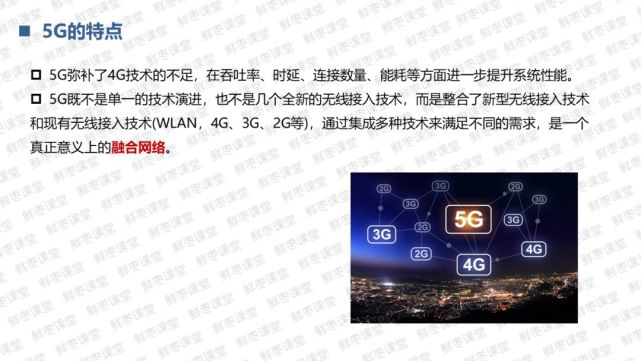 5G的特点
5G弥补了4G技术的不足，在吞吐率、时延、连接数量、能耗等方面进一步提升系统性能。
5G既不是单一的技术演进，也不是几个全新的无线接入技术，而是整合了新型无线接入技术
和现有无线接入技术(WLAN，4G、3G、2G等)，通过集成多种技术来满足不同的需求，是一个
真正意义上的融合网络。
2G
3G
2G
3G
3G
5G
3G
3G
2G
2G
4G
4G
鲜枣课堂